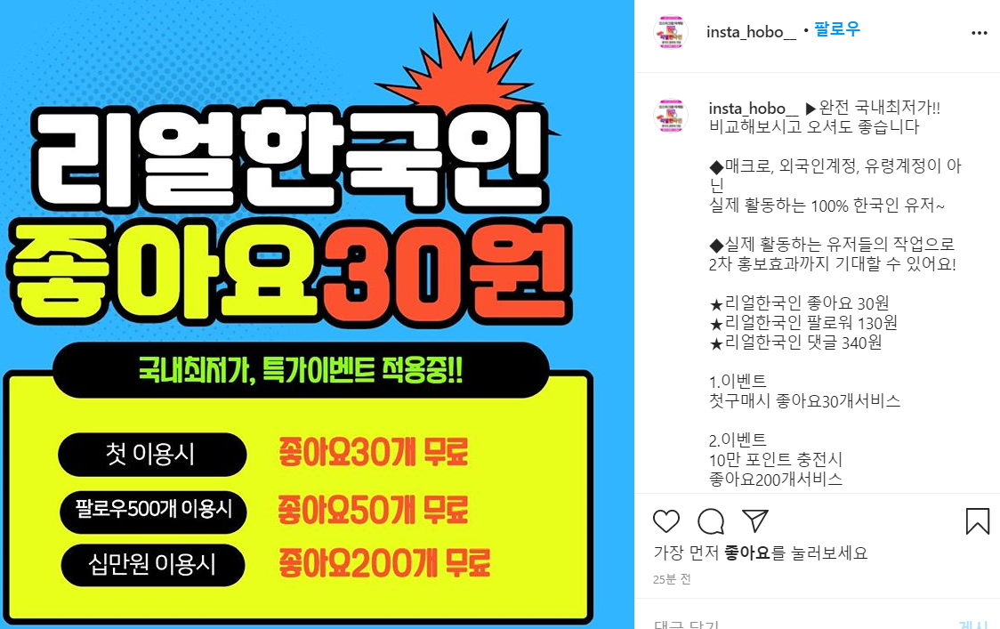 리얼한국인
좋아요30원
국내최저가, 특가이벤트 적용중!!
첫 이용시 좋아요30개 무료
팔로우500개 이용시 좋아요50개 무료
십만원 이용시 좋아요200개 무료
insta_hobo__ • 팔로우
insta_hobo__ ▶완전 국내최저가!!
비교해보시고 오셔도 좋습니다
◆매크로, 외국인계정, 유령계정이 아
닌
실제 활동하는 100% 한국인 유저~
◆실제 활동하는 유저들의 작업으로
2차 홍보효과까지 기대할 수 있어요!
★리얼한국인 좋아요 30원
★리얼한국인 팔로워 130원
★리얼한국인 댓글 340원
1.이벤트
첫구매시 좋아요30개서비스
2.이벤트
10만 포인트 충전시
좋아요200개서비스
가장 먼저 좋아요를 눌러보세요
25분 전
댓글 달기
게시